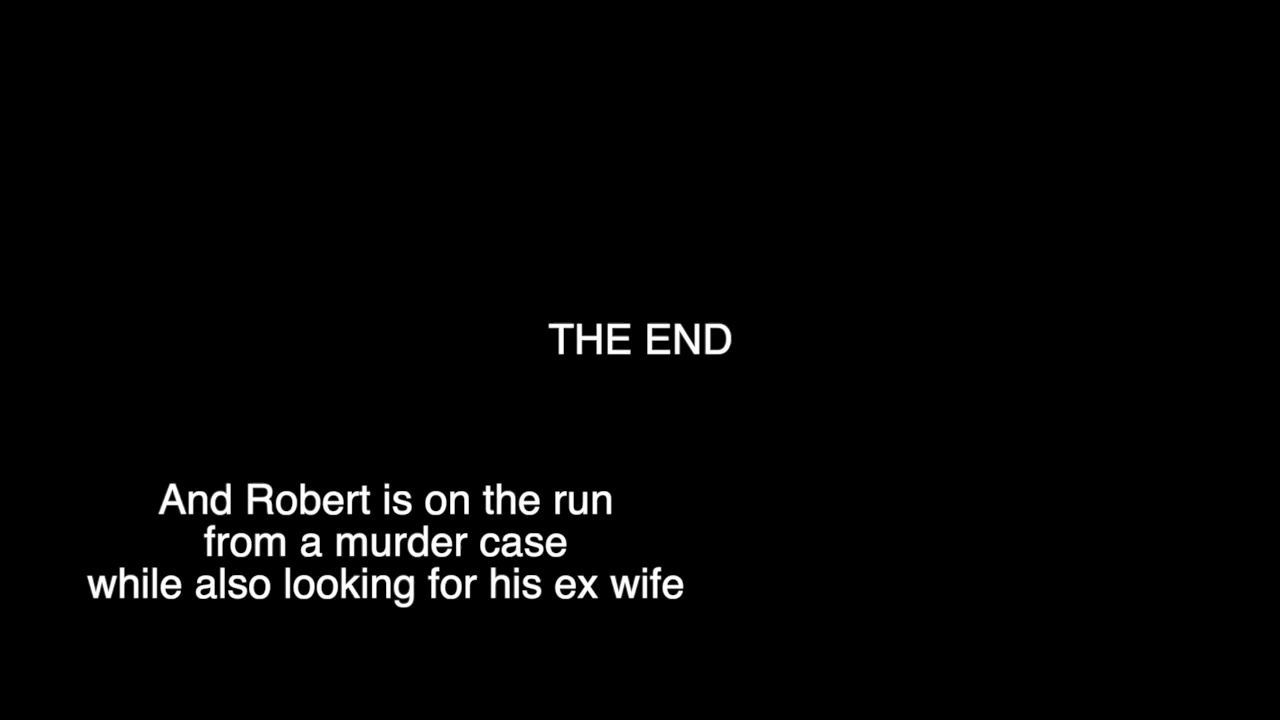 THE END
And Robert is on the run
from a murder case
while also looking for his ex wife